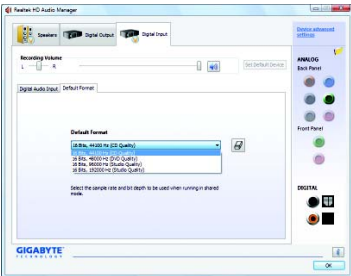 Realtek HD Audio Manager
Speakers
Digital Output
Digital Input
Device advanced settings
Recording Volume
L
R
Set Default Device
ANALOG
Back Panel
Digital Audio Input
Default Format
Default Format
16 Bits, 44100 Hz (CD Quality)
16 Bits, 44100 Hz (CD Quality)
16 Bits, 48000 Hz (DVD Quality)
16 Bits, 96000 Hz (Studio Quality)
16 Bits, 192000 Hz (Studio Quality)
Select the sample rate and bit depth to be used when running in shared
mode.
Front Panel
DIGITAL
GIGABYTE
TECHNOLOGY
i
OK